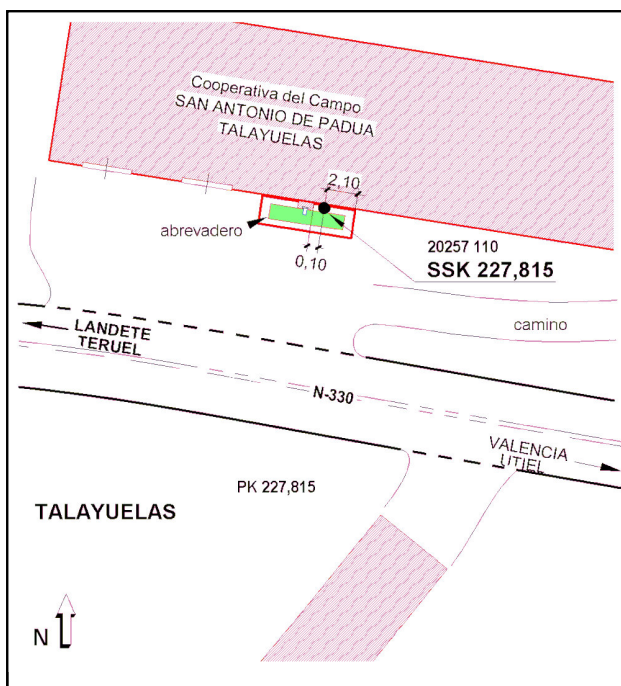 Cooperativa del Campo
SAN ANTONIO DE PADUA
TALAYUELAS
2,10
abrevadero
0,10
20257 110
SSK 227,815
camino
LANDETE
TERUEL
N-330
VALENCIA
UTIEL
PK 227,815
TALAYUELAS
N